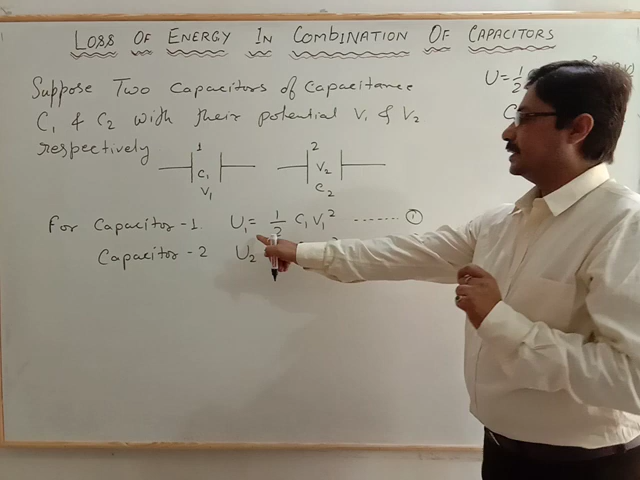 LOSS OF ENERGY IN COMBINATION OF CAPACITORS
U = 1/2
Suppose Two Capacitors of Capacitance
C₁ & C₂ with their potential V₁ & V₂
respectively
1 2
C₁ V₂
V₁ C₂
For Capacitor - 1 U₁ = 1/2 C₁ V₁² ------- ①
Capacitor - 2 U₂